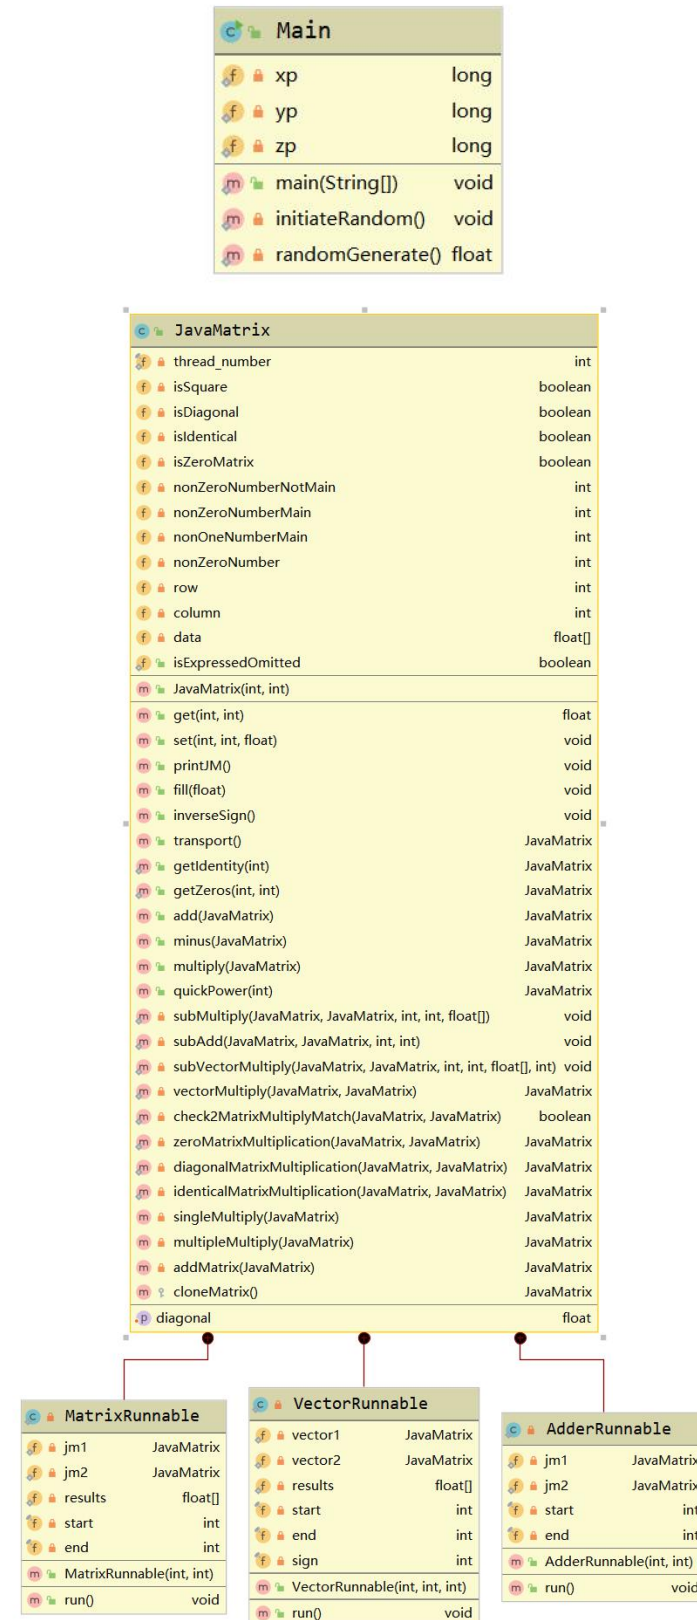 Main
xp long
yp long
zp long
main(String[]) void
initiateRandom() void
randomGenerate() float
JavaMatrix
thread_number int
isSquare boolean
isDiagonal boolean
isIdentical boolean
isZeroMatrix boolean
nonZeroNumberNotMain int
nonZeroNumberMain int
nonOneNumberMain int
nonZeroNumber int
row int
column int
data float[]
isExpressedOmitted boolean
JavaMatrix(int, int)
get(int, int) float
set(int, int, float) void
printJM() void
fill(float) void
inverseSign() void
transport() JavaMatrix
getIdentity(int) JavaMatrix
getZeros(int, int) JavaMatrix
add(JavaMatrix) JavaMatrix
minus(JavaMatrix) JavaMatrix
multiply(JavaMatrix) JavaMatrix
quickPower(int) JavaMatrix
subMultiply(JavaMatrix, JavaMatrix, int, int, float[]) void
subAdd(JavaMatrix, JavaMatrix, int, int) void
subVectorMultiply(JavaMatrix, JavaMatrix, int, int, float[], int) void
vectorMultiply(JavaMatrix, JavaMatrix) JavaMatrix
check2MatrixMultiplyMatch(JavaMatrix, JavaMatrix) boolean
zeroMatrixMultiplication(JavaMatrix, JavaMatrix) JavaMatrix
diagonalMatrixMultiplication(JavaMatrix, JavaMatrix) JavaMatrix
identicalMatrixMultiplication(JavaMatrix, JavaMatrix) JavaMatrix
singleMultiply(JavaMatrix) JavaMatrix
multipleMultiply(JavaMatrix) JavaMatrix
addMatrix(JavaMatrix) JavaMatrix
cloneMatrix() JavaMatrix
diagonal float
MatrixRunnable
jm1 JavaMatrix
jm2 JavaMatrix
results float[]
start int
end int
MatrixRunnable(int, int)
run() void
VectorRunnable
vector1 JavaMatrix
vector2 JavaMatrix
results float[]
start int
end int
sign int
VectorRunnable(int, int, int)
run() void
AdderRunnable
jm1 JavaMatrix
jm2 JavaMatrix
start int
end int
AdderRunnable(int, int)
run() void